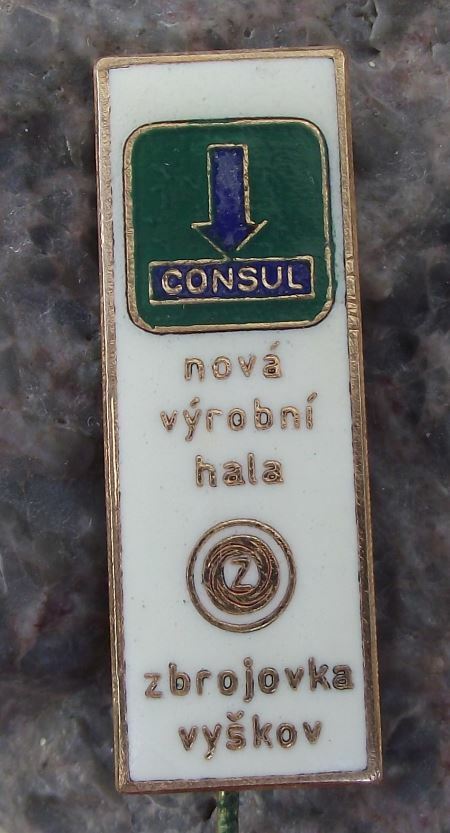 CONSUL
nová
výrobní
hala
Z
zbrojovka
vyškov